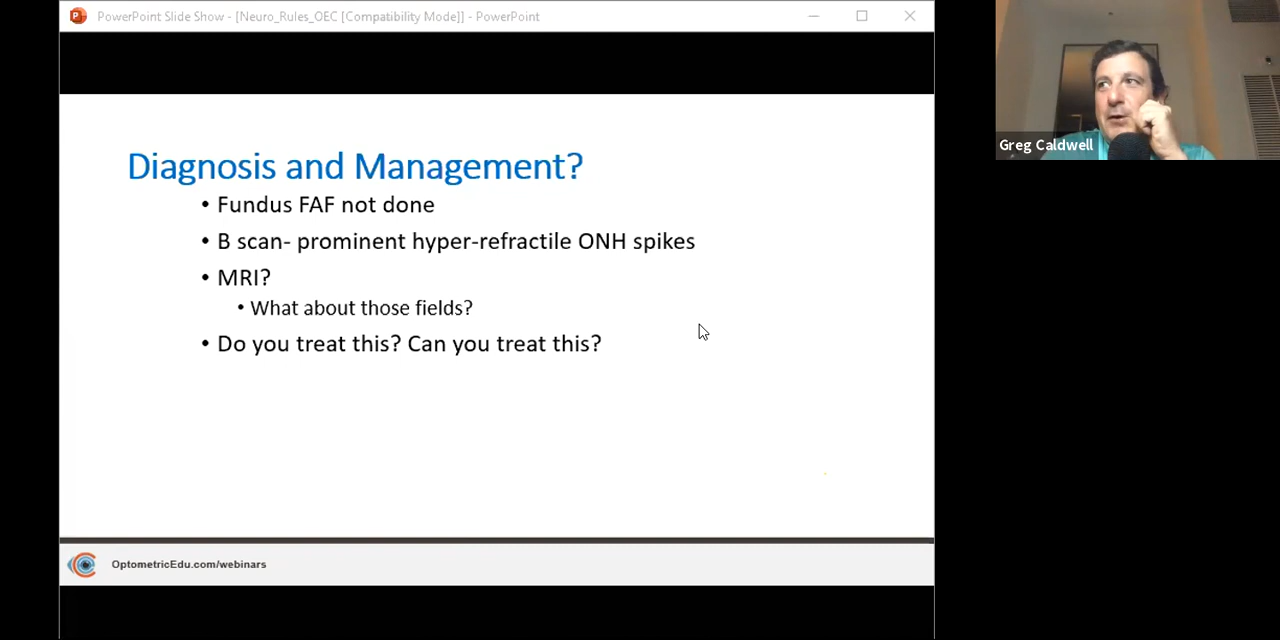 PowerPoint Slide Show - [Neuro_Rules_OEC [Compatibility Mode]] - PowerPoint
Greg Caldwell
Diagnosis and Management?
• Fundus FAF not done
• B scan- prominent hyper-refractile ONH spikes
• MRI?
• What about those fields?
• Do you treat this? Can you treat this?
OptometricEdu.com/webinars